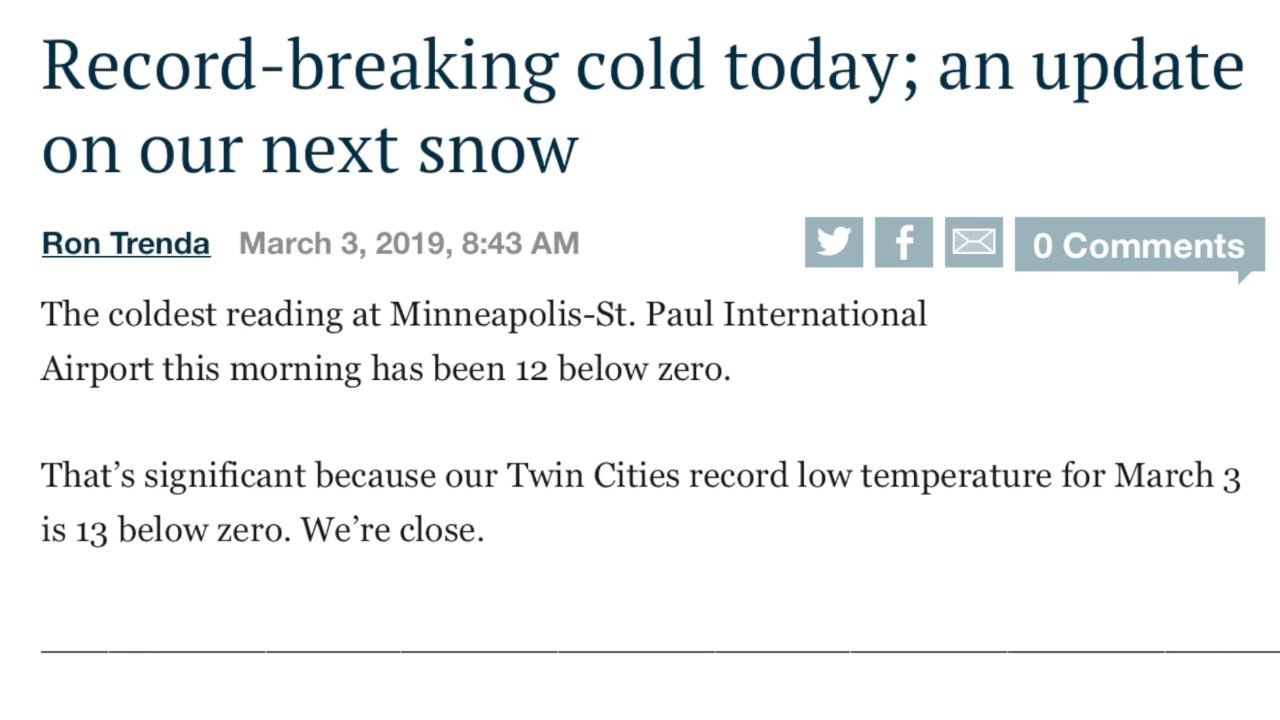 Record-breaking cold today; an update
on our next snow
Ron Trenda March 3, 2019, 8:43 AM
0 Comments
The coldest reading at Minneapolis-St. Paul International
Airport this morning has been 12 below zero.
That’s significant because our Twin Cities record low temperature for March 3
is 13 below zero. We’re close.